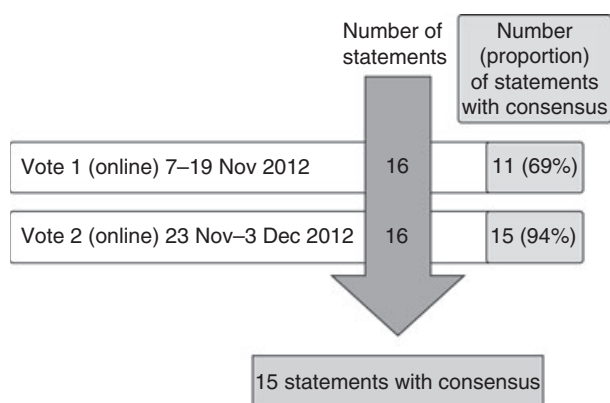 Number of
statements
Number
(proportion)
of statements
with consensus
Vote 1 (online) 7–19 Nov 2012
16
11 (69%)
Vote 2 (online) 23 Nov–3 Dec 2012
16
15 (94%)
15 statements with consensus